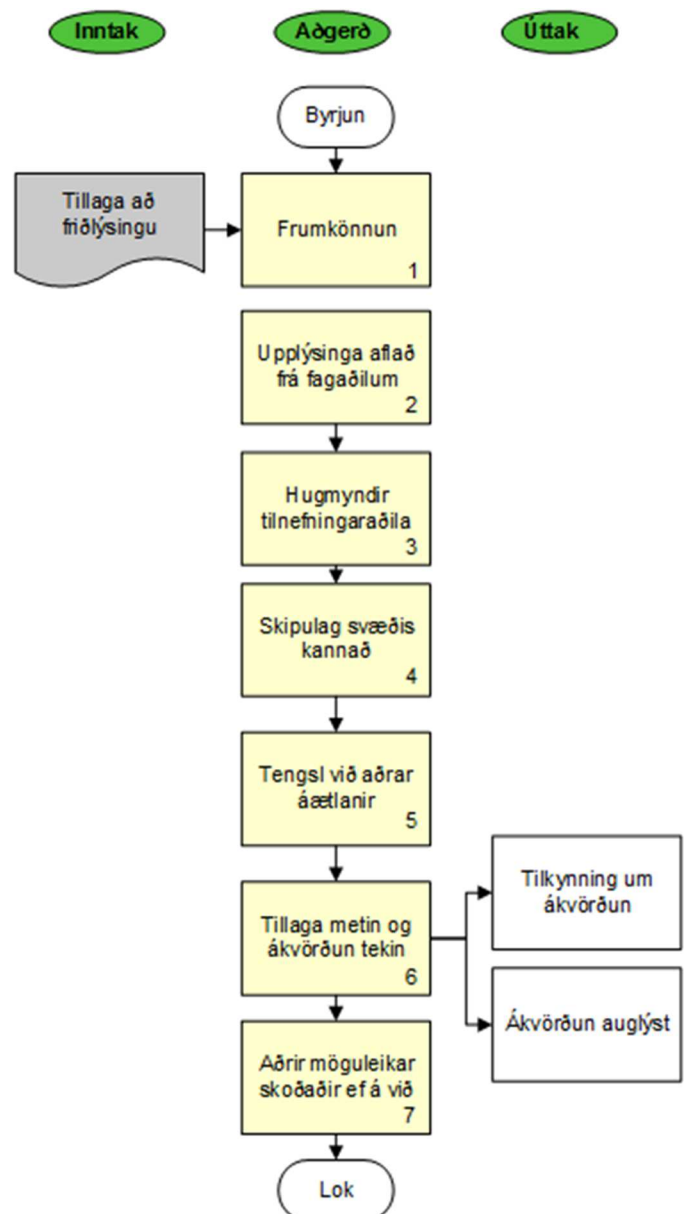 Inntak
Aðgerð
Úttak
Byrjun
Tillaga að
friðlýsingu
Frumkönnun
1
Upplýsinga aflað
frá fagaðilum
2
Hugmyndir
tilnefningaraðila
3
Skipulag svæðis
kannað
4
Tengsl við aðrar
áætlanir
5
Tillaga metin og
ákvörðun tekin
6
Tilkynning um
ákvörðun
Ákvörðun auglýst
Aðrir möguleikar
skoðaðir ef á við
7
Lok